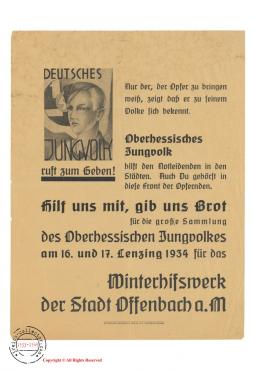 DEUTSCHES
JUNGVOLK
ruft zum Geben!
Nur der, der Opfer zu bringen
weiß, zeigt daß er zu seinem
Volke sich bekennt.
Oberhessisches
Jungvolk
hilft den Notleidenden in den
Städten. Auch Du gehörst in
diese Front der Opfernden.
Hilf uns mit, gib uns Brot
für die große Sammlung
des Oberhessischen Jungvolkes
am 16. und 17. Lenzing 1934 für das
Winterhilfswerk
der Stadt Offenbach a.M
Copyright © All Rights Reserved